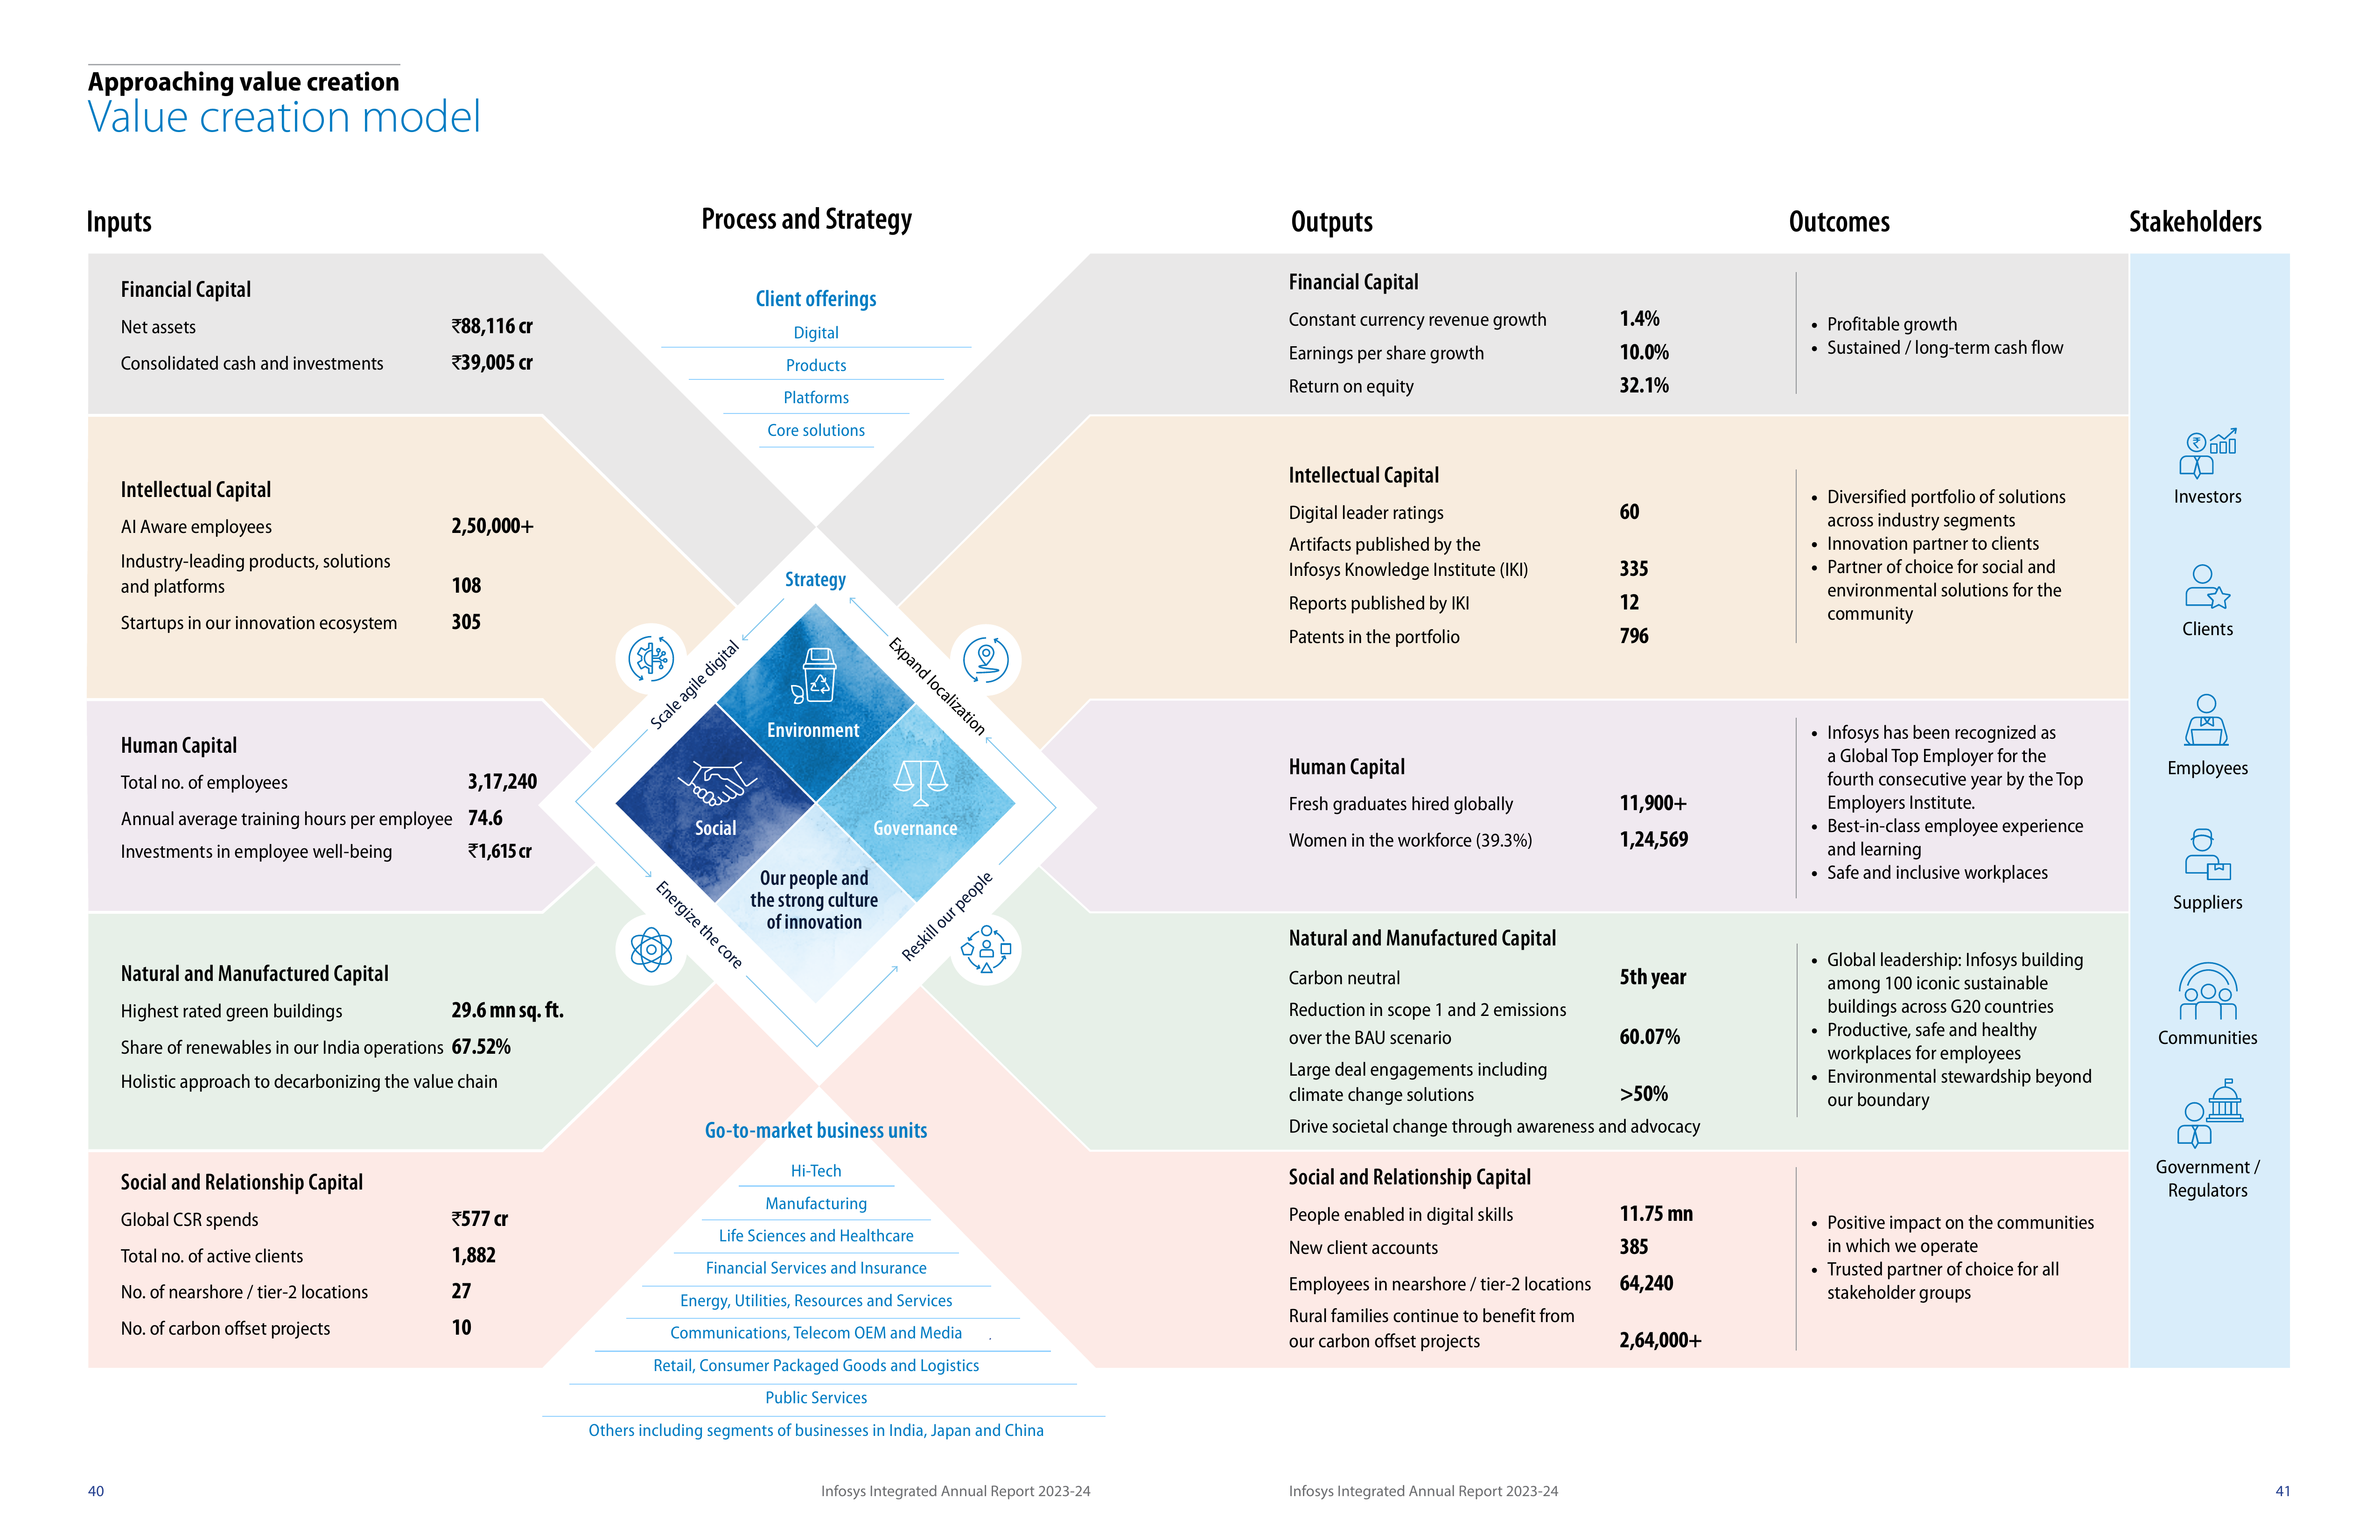 Approaching value creation
Value creation model
Inputs
Financial Capital
Net assets ₹88,116 cr
Consolidated cash and investments ₹39,005 cr
Intellectual Capital
AI Aware employees 2,50,000+
Industry-leading products, solutions
and platforms 108
Startups in our innovation ecosystem 305
Human Capital
Total no. of employees 3,17,240
Annual average training hours per employee 74.6
Investments in employee well-being ₹1,615 cr
Natural and Manufactured Capital
Highest rated green buildings 29.6 mn sq. ft.
Share of renewables in our India operations 67.52%
Holistic approach to decarbonizing the value chain
Social and Relationship Capital
Global CSR spends ₹577 cr
Total no. of active clients 1,882
No. of nearshore / tier-2 locations 27
No. of carbon offset projects 10
Process and Strategy
Client offerings
Digital
Products
Platforms
Core solutions
Strategy
Scale agile digital
Expand localization
Environment
Social
Governance
Our people and
the strong culture
of innovation
Energize the core
Reskill our people
Go-to-market business units
Hi-Tech
Manufacturing
Life Sciences and Healthcare
Financial Services and Insurance
Energy, Utilities, Resources and Services
Communications, Telecom OEM and Media .
Retail, Consumer Packaged Goods and Logistics
Public Services
Others including segments of businesses in India, Japan and China
Outputs
Financial Capital
Constant currency revenue growth 1.4%
Earnings per share growth 10.0%
Return on equity 32.1%
Intellectual Capital
Digital leader ratings 60
Artifacts published by the
Infosys Knowledge Institute (IKI) 335
Reports published by IKI 12
Patents in the portfolio 796
Human Capital
Fresh graduates hired globally 11,900+
Women in the workforce (39.3%) 1,24,569
Natural and Manufactured Capital
Carbon neutral 5th year
Reduction in scope 1 and 2 emissions
over the BAU scenario 60.07%
Large deal engagements including
climate change solutions >50%
Drive societal change through awareness and advocacy
Social and Relationship Capital
People enabled in digital skills 11.75 mn
New client accounts 385
Employees in nearshore / tier-2 locations 64,240
Rural families continue to benefit from
our carbon offset projects 2,64,000+
Outcomes
• Profitable growth
• Sustained / long-term cash flow
• Diversified portfolio of solutions
across industry segments
• Innovation partner to clients
• Partner of choice for social and
environmental solutions for the
community
• Infosys has been recognized as
a Global Top Employer for the
fourth consecutive year by the Top
Employers Institute.
• Best-in-class employee experience
and learning
• Safe and inclusive workplaces
• Global leadership: Infosys building
among 100 iconic sustainable
buildings across G20 countries
• Productive, safe and healthy
workplaces for employees
• Environmental stewardship beyond
our boundary
• Positive impact on the communities
in which we operate
• Trusted partner of choice for all
stakeholder groups
Stakeholders
₹
Investors
Clients
Employees
Suppliers
Communities
Government /
Regulators
40
Infosys Integrated Annual Report 2023-24
Infosys Integrated Annual Report 2023-24
41